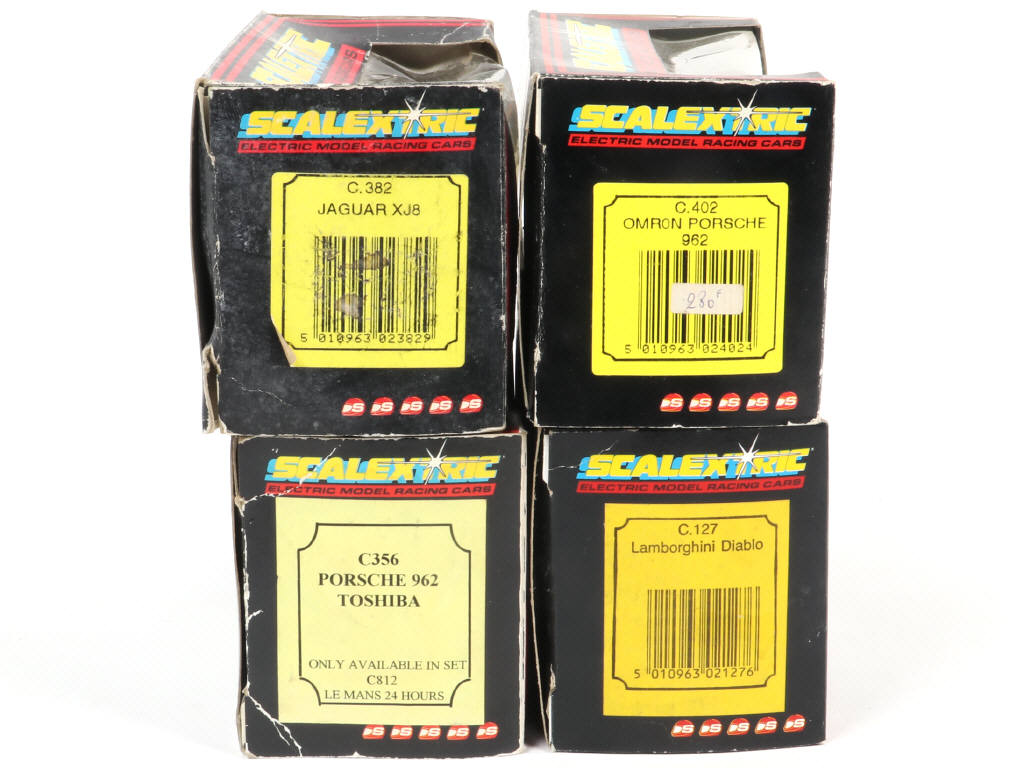 SCALEXTRIC
ELECTRIC MODEL RACING CARS
C.382
JAGUAR XJ8
5 010963 023829
SCALEXTRIC
ELECTRIC MODEL RACING CARS
C.402
OMRON PORSCHE
962
280 F
5 010963 024024
SCALEXTRIC
ELECTRIC MODEL RACING CARS
C356
PORSCHE 962
TOSHIBA
ONLY AVAILABLE IN SET
C812
LE MANS 24 HOURS
SCALEXTRIC
ELECTRIC MODEL RACING CARS
C.127
Lamborghini Diablo
5 010963 021276